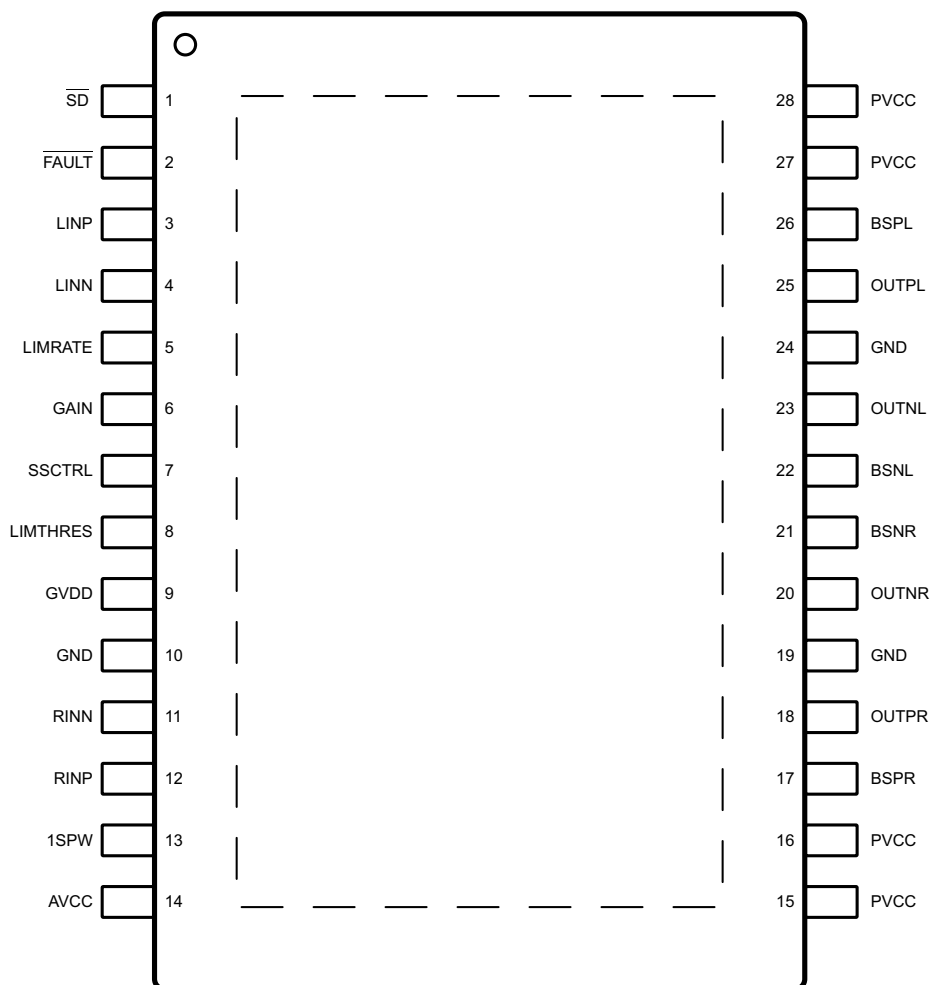 SD 1 28 PVCC
FAULT 2 27 PVCC
LINP 3 26 BSPL
LINN 4 25 OUTPL
LIMRATE 5 24 GND
GAIN 6 23 OUTNL
SSCTRL 7 22 BSNL
LIMTHRES 8 21 BSNR
GVDD 9 20 OUTNR
GND 10 19 GND
RINN 11 18 OUTPR
RINP 12 17 BSPR
1SPW 13 16 PVCC
AVCC 14 15 PVCC